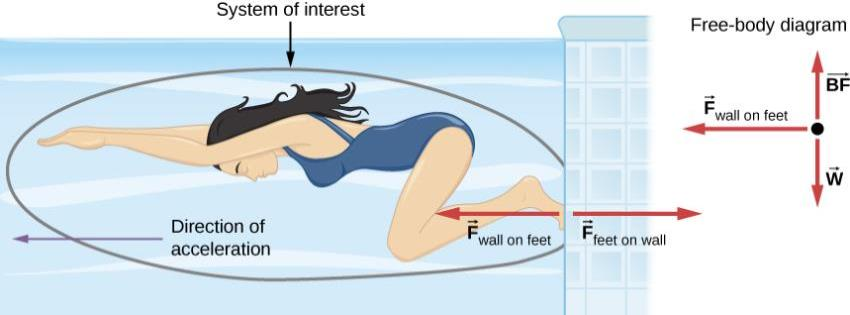 System of interest
Free-body diagram
BF
F wall on feet
W
Direction of
acceleration
F wall on feet
F feet on wall